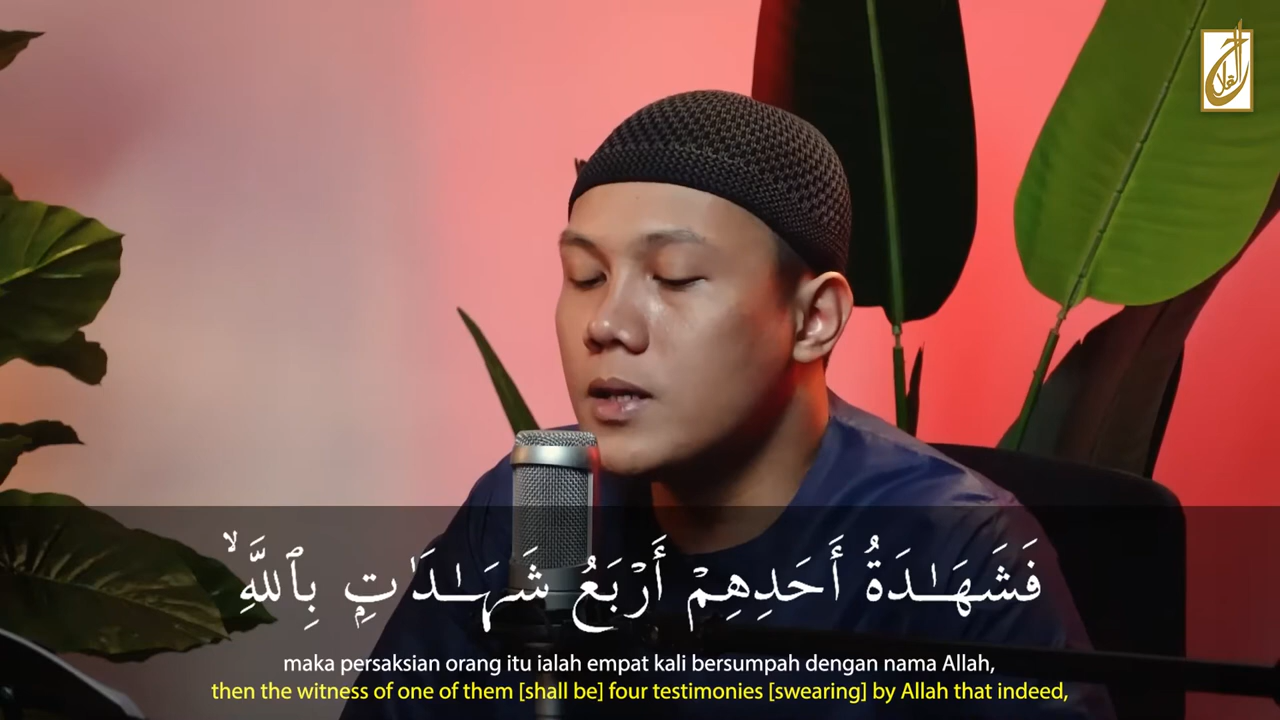 فَشَهَـٰدَةُ أَحَدِهِمْ أَرْبَعُ شَهَـٰدَٰتٍۭ بِٱللَّهِ ۙ
maka persaksian orang itu ialah empat kali bersumpah dengan nama Allah,
then the witness of one of them [shall be] four testimonies [swearing] by Allah that indeed,